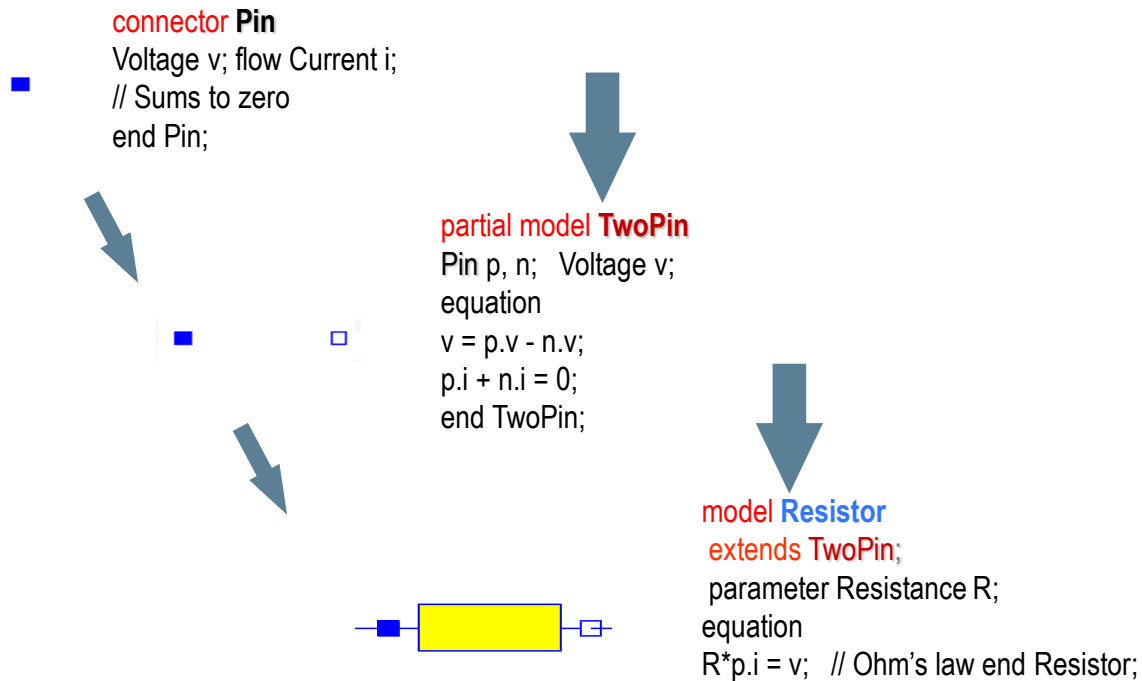 connector Pin
Voltage v; flow Current i;
// Sums to zero
end Pin;
partial model TwoPin
Pin p, n; Voltage v;
equation
v = p.v - n.v;
p.i + n.i = 0;
end TwoPin;
model Resistor
extends TwoPin;
parameter Resistance R;
equation
R*p.i = v; // Ohm’s law end Resistor;